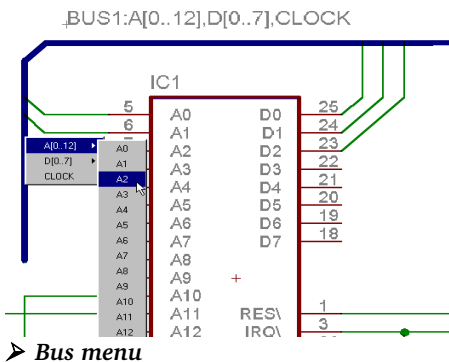 BUS1:A[0..12],D[0..7],CLOCK
IC1
5 A0 D0 25
6 A1 D1 24
A2 D2 23
A3 D3 22
A4 D4 21
A5 D5 20
A6 D6 19
A7 D7 18
A8
A9
A10
A11 RES\ 1
A12 IRQ\ 3
A[0..12]
D[0..7]
CLOCK
A0
A1
A2
A3
A4
A5
A6
A7
A8
A9
A10
A11
A12
➢ Bus menu